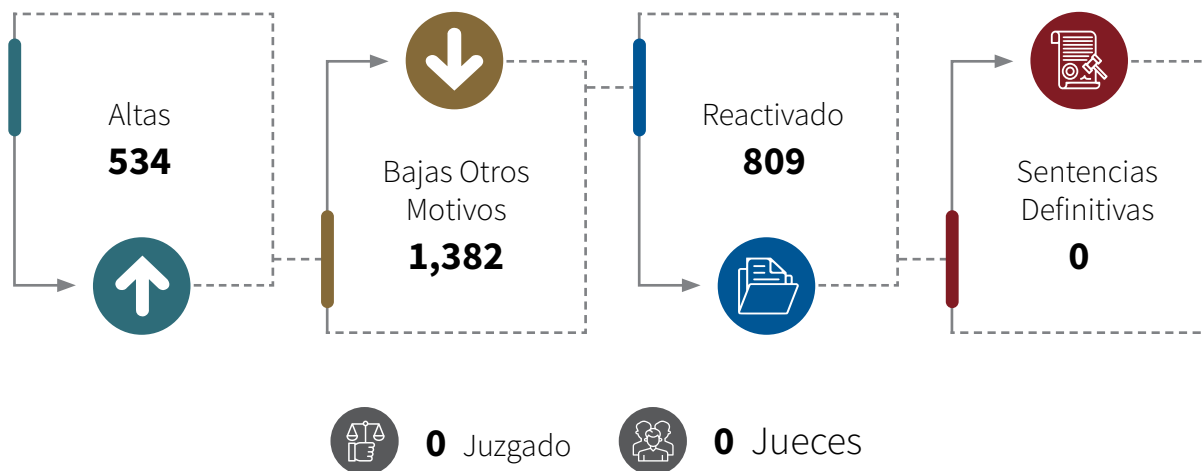 Altas
534
Bajas Otros
Motivos
1,382
Reactivado
809
Sentencias
Definitivas
0
0 Juzgado
0 Jueces